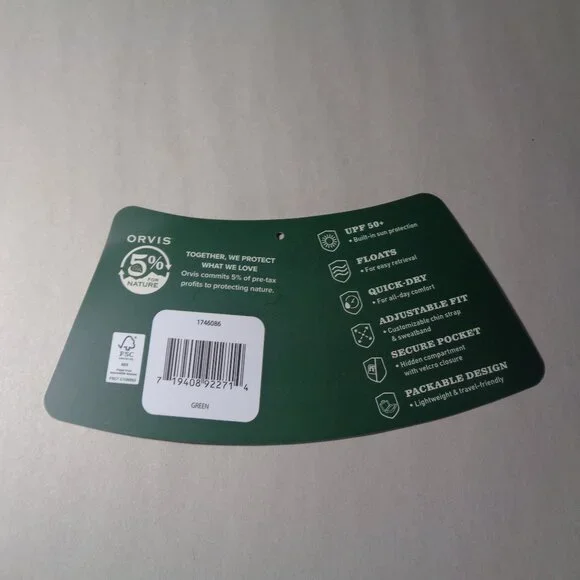 ORVIS
5%
FOR
NATURE
TOGETHER, WE PROTECT
WHAT WE LOVE
Orvis commits 5% of pre-tax
profits to protecting nature.
FSC
1746086
7 19408 92271 4
GREEN
UPF 50+
• Built-in sun protection
FLOATS
• For easy retrieval
QUICK-DRY
• For all-day comfort
ADJUSTABLE FIT
• Customizable chin strap
& sweatband
SECURE POCKET
• Hidden compartment
with velcro closure
PACKABLE DESIGN
• Lightweight & travel-friendly